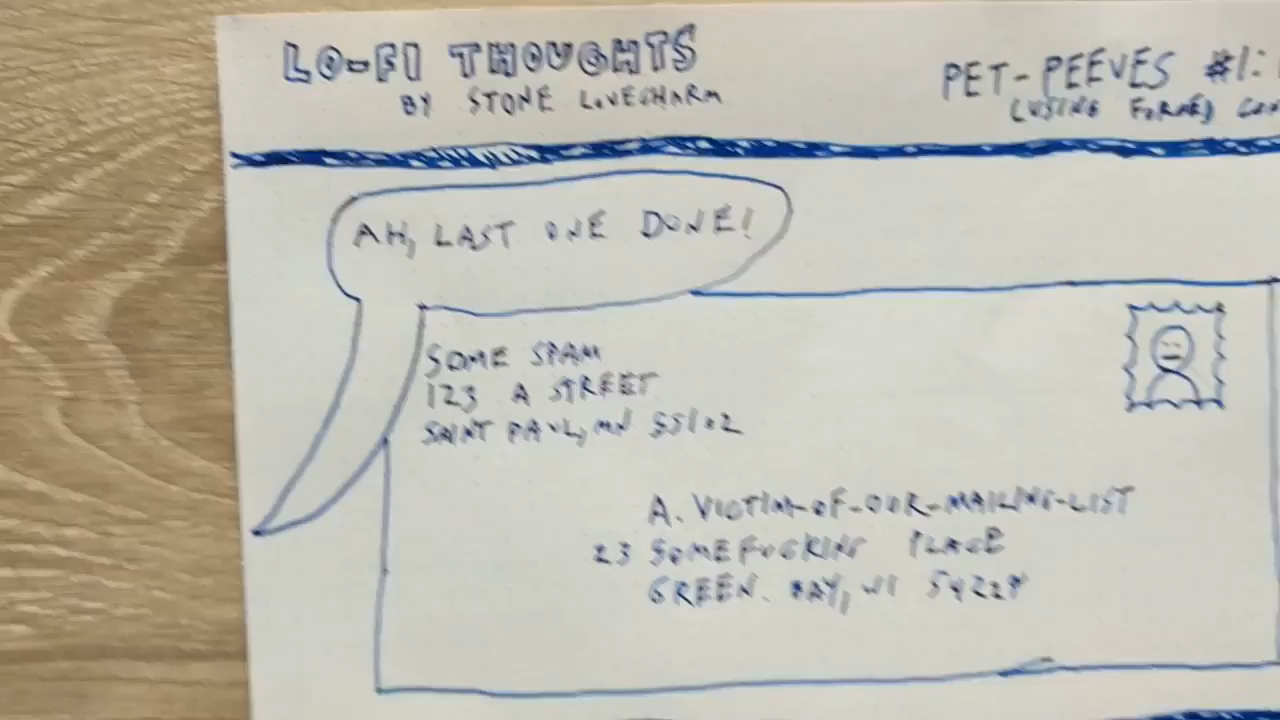 LO-FI THOUGHTS
BY STONE LOVECHARM
PET-PEEVES #1:
(USING FORMED
AH, LAST ONE DONE!
SOME SPAM
123 A STREET
SAINT PAUL, MN 55102
A. VICTIM-OF-OUR-MAILING-LIST
23 SOMEFUCKING PLACE
GREEN. BAY, WI 54229